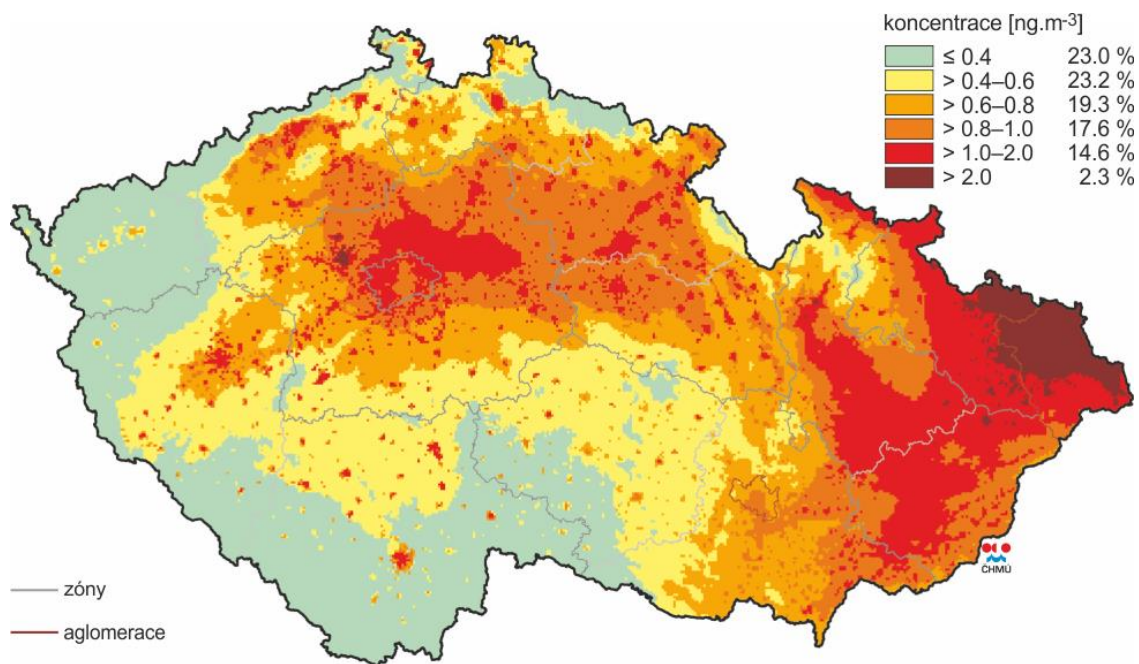 koncentrace [ng.m-3]
≤ 0.4 23.0 %
> 0.4–0.6 23.2 %
> 0.6–0.8 19.3 %
> 0.8–1.0 17.6 %
> 1.0–2.0 14.6 %
> 2.0 2.3 %
ČHMÚ
zóny
aglomerace